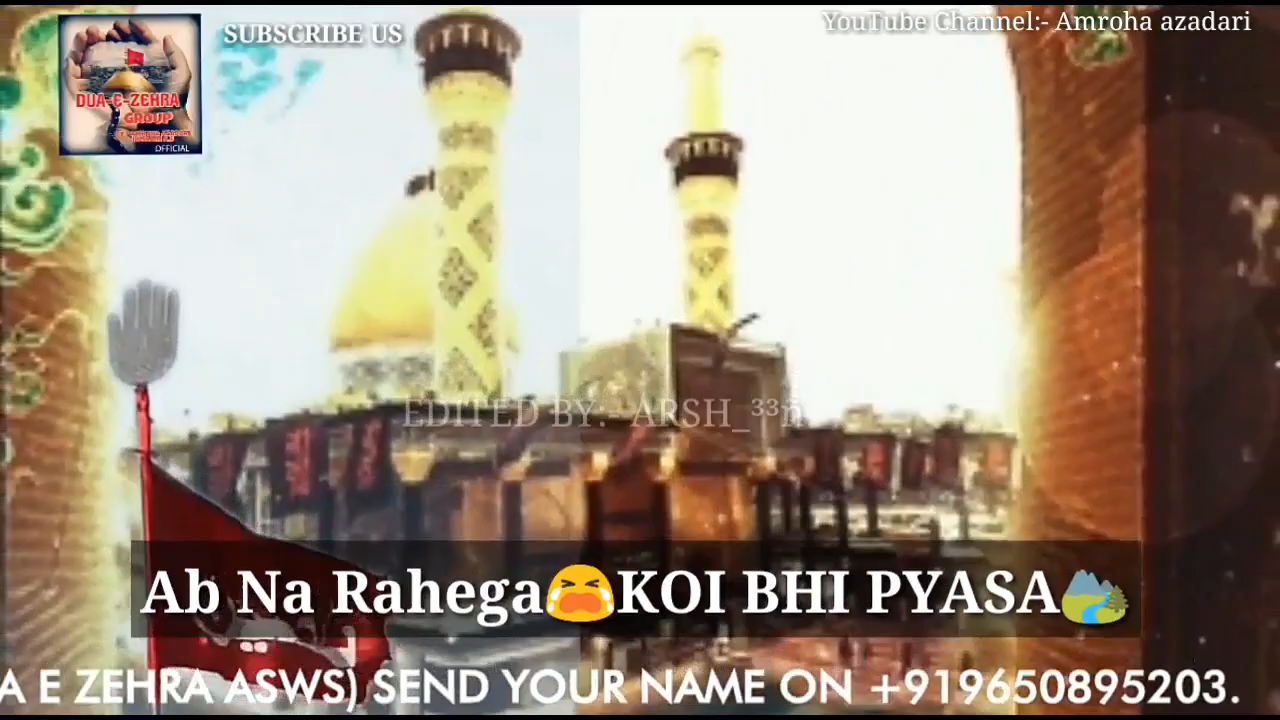 SUBSCRIBE US
YouTube Channel:- Amroha azadari
DUA-E-ZEHRA
GROUP
OFFICIAL
EDITED BY:- ARSH_³³ñ
Ab Na Rahega😭KOI BHI PYASA🏞
A E ZEHRA ASWS) SEND YOUR NAME ON +919650895203.